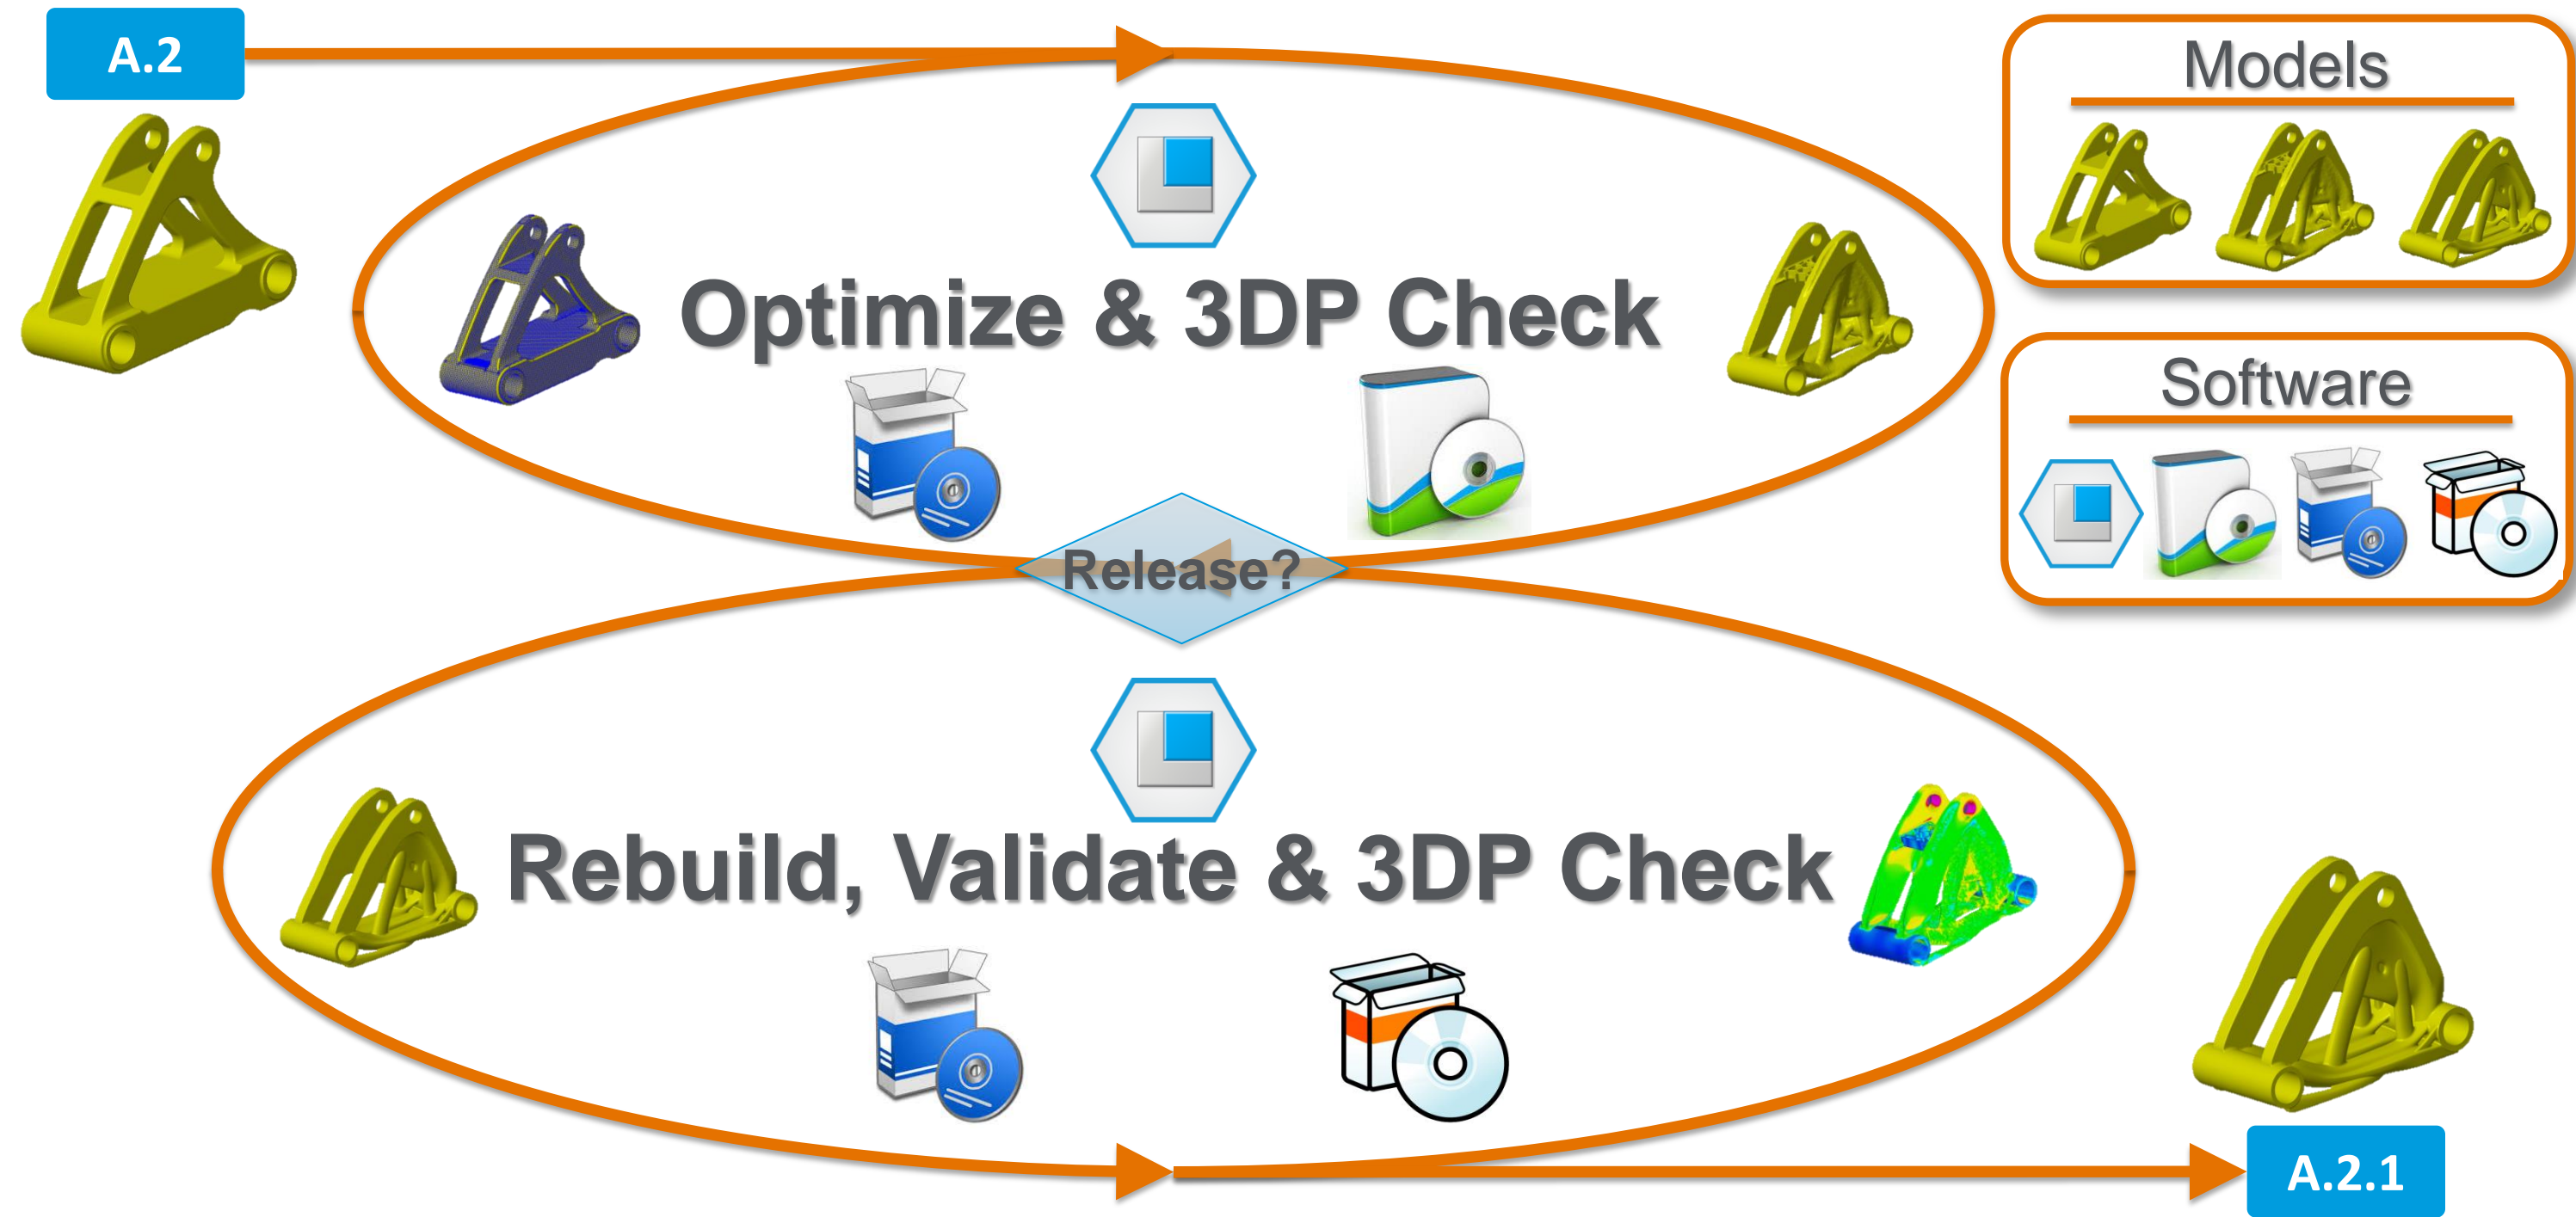 A.2
Models
Optimize & 3DP Check
Software
Release?
Rebuild, Validate & 3DP Check
A.2.1